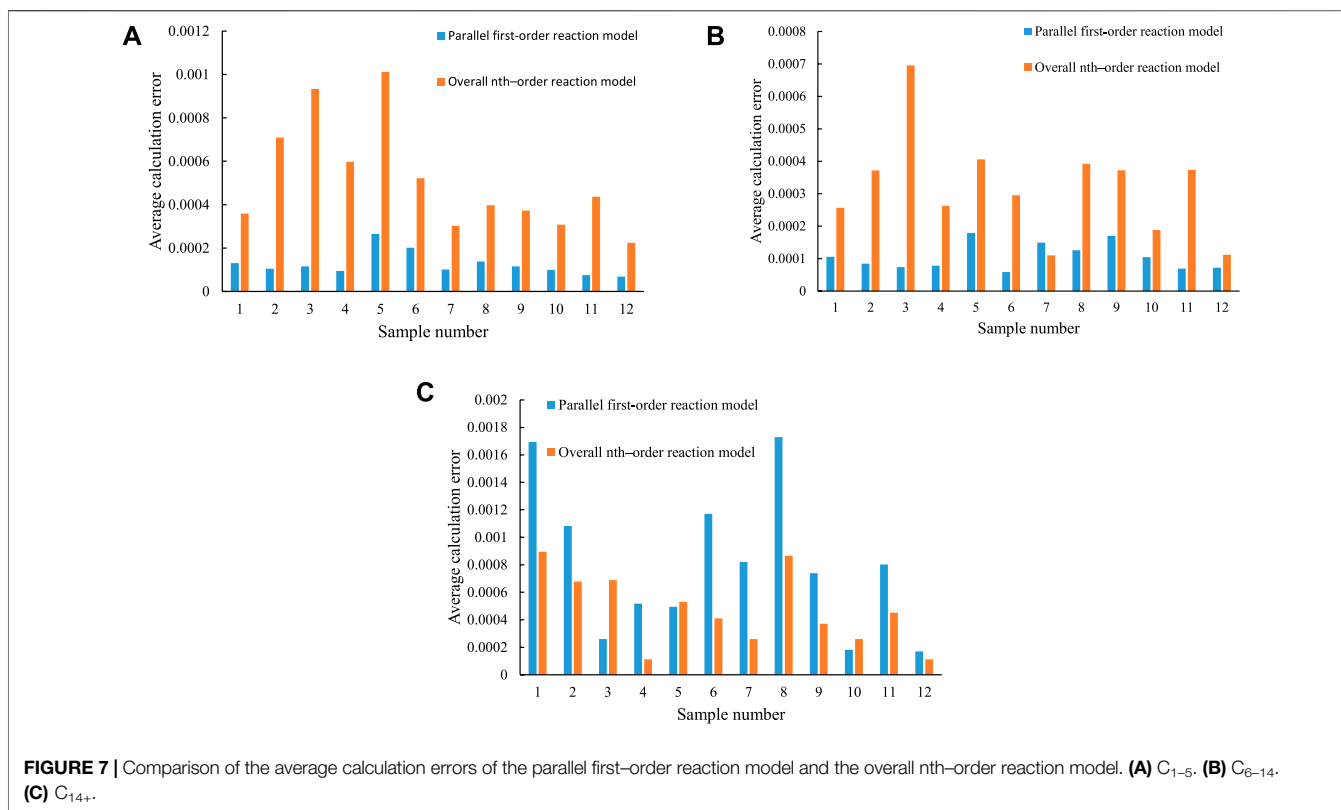 A
Parallel first-order reaction model
Overall nth–order reaction model
Average calculation error
0.0012
0.001
0.0008
0.0006
0.0004
0.0002
0
1 2 3 4 5 6 7 8 9 10 11 12
Sample number
B
Parallel first-order reaction model
Overall nth–order reaction model
Average calculation error
0.0008
0.0007
0.0006
0.0005
0.0004
0.0003
0.0002
0.0001
0
1 2 3 4 5 6 7 8 9 10 11 12
Sample number
C
Parallel first-order reaction model
Overall nth–order reaction model
Average calculation error
0.002
0.0018
0.0016
0.0014
0.0012
0.001
0.0008
0.0006
0.0004
0.0002
0
1 2 3 4 5 6 7 8 9 10 11 12
Sample number
FIGURE 7 | Comparison of the average calculation errors of the parallel first–order reaction model and the overall nth–order reaction model. (A) C1–5. (B) C6–14.
(C) C14+.